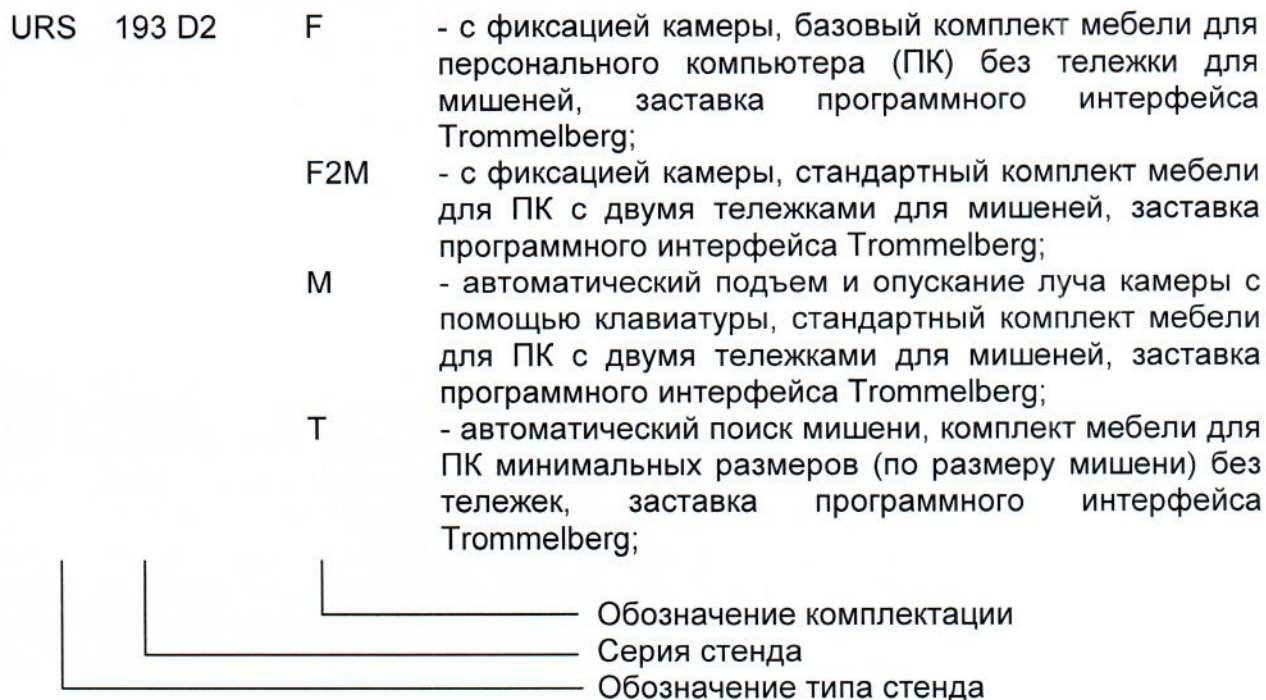 URS 193 D2 F - с фиксацией камеры, базовый комплект мебели для
персонального компьютера (ПК) без тележки для
мишеней, заставка программного интерфейса
Trommelberg;
F2M - с фиксацией камеры, стандартный комплект мебели
для ПК с двумя тележками для мишеней, заставка
программного интерфейса Trommelberg;
M - автоматический подъем и опускание луча камеры с
помощью клавиатуры, стандартный комплект мебели
для ПК с двумя тележками для мишеней, заставка
программного интерфейса Trommelberg;
T - автоматический поиск мишени, комплект мебели для
ПК минимальных размеров (по размеру мишени) без
тележек, заставка программного интерфейса
Trommelberg;
Обозначение комплектации
Серия стенда
Обозначение типа стенда